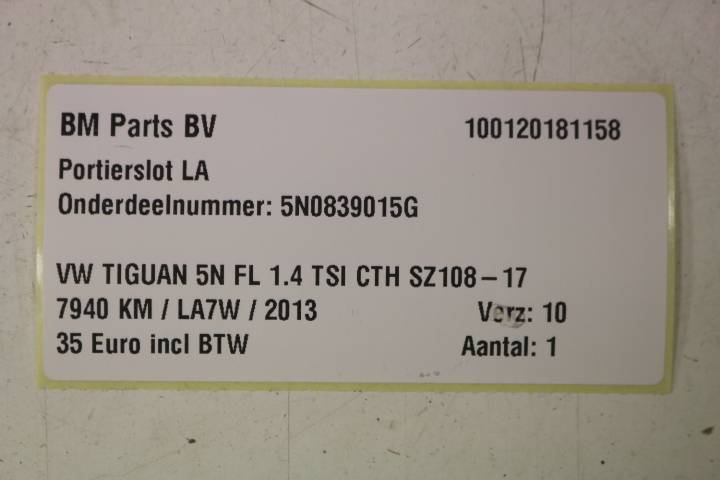 BM Parts BV 100120181158
Portierslot LA
Onderdeelnummer: 5N0839015G
VW TIGUAN 5N FL 1.4 TSI CTH SZ108-17
7940 KM / LA7W / 2013 Verz: 10
35 Euro incl BTW Aantal: 1